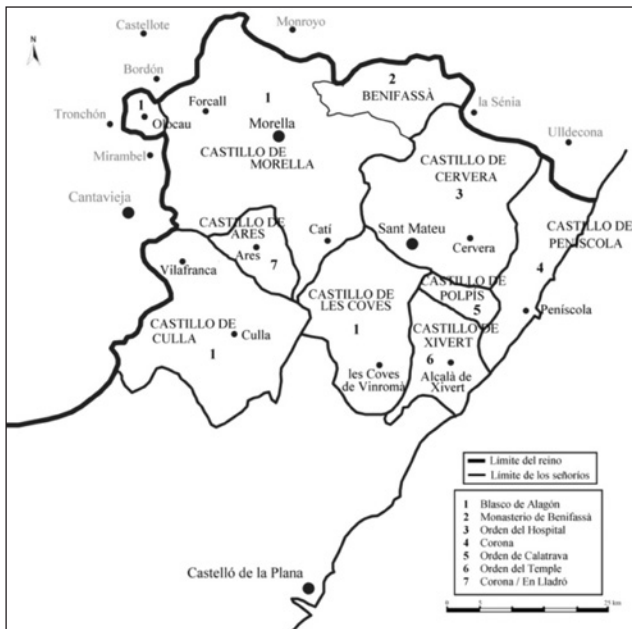 Monroyo
Castellote
N
Bordón
1
Olocau
Forcall
1
2
BENIFASSÀ
la Sénia
Tronchón
Morella
Ulldecona
Mirambel
CASTILLO DE
MORELLA
CASTILLO DE
CERVERA
3
Cantavieja
CASTILLO DE
ARES
Ares
7
Catí
Sant Mateu
Cervera
CASTILLO DE
PENÍSCOLA
4
Vilafranca
CASTILLO DE
LES COVES
1
CASTILLO DE
POLPÍS
5
Peníscola
CASTILLO DE
CULLA
1
Culla
CASTILLO DE
XIVERT
6
Alcalà de
Xivert
les Coves
de Vinromà
Límite del reino
Límite de los señoríos
1 Blasco de Alagón
2 Monasterio de Benifassà
3 Orden del Hospital
4 Corona
5 Orden de Calatrava
6 Orden del Temple
7 Corona / En Lladró
Castelló de la Plana
0 5 25 km